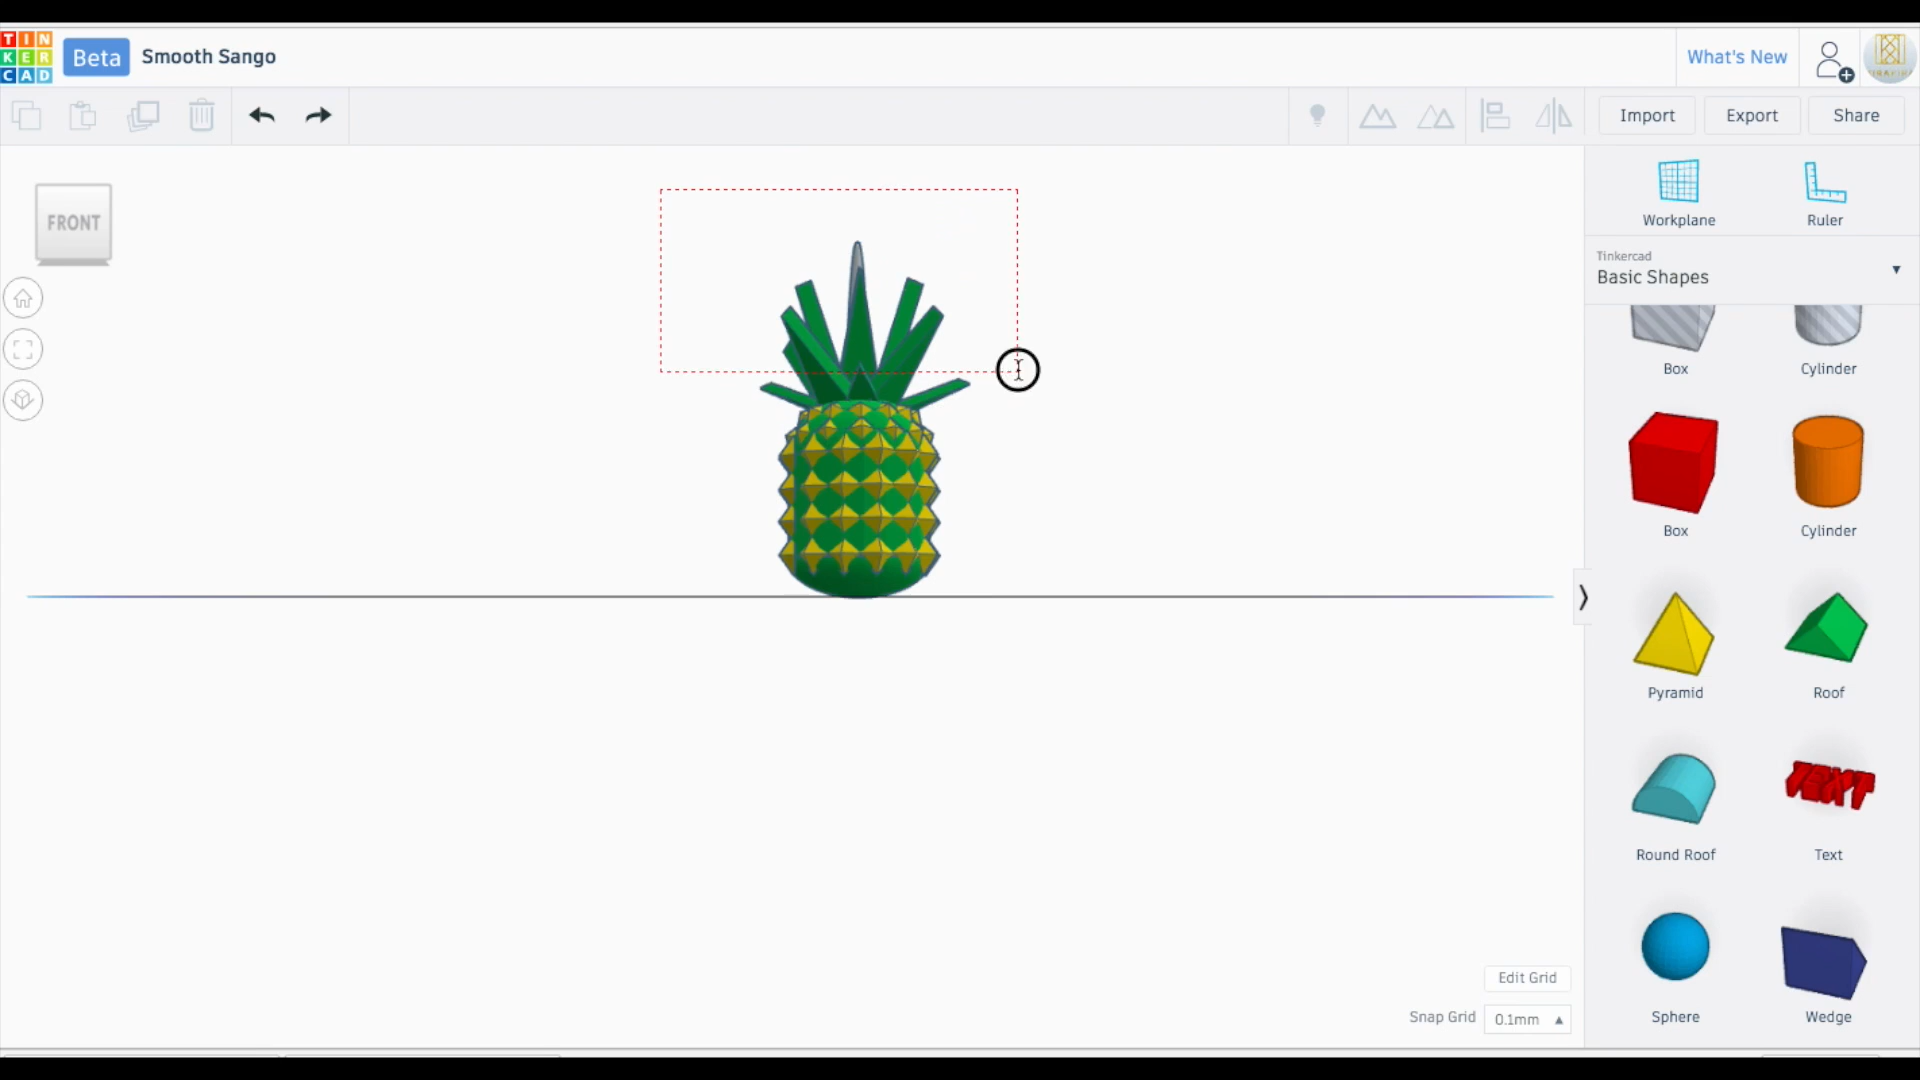 TIN
KER
CAD
Beta
Smooth Sango
What's New
Import
Export
Share
FRONT
Workplane
Ruler
Tinkercad
Basic Shapes
Box
Cylinder
Box
Cylinder
Pyramid
Roof
Round Roof
TEXT
Text
Sphere
Wedge
Edit Grid
Snap Grid
0.1mm